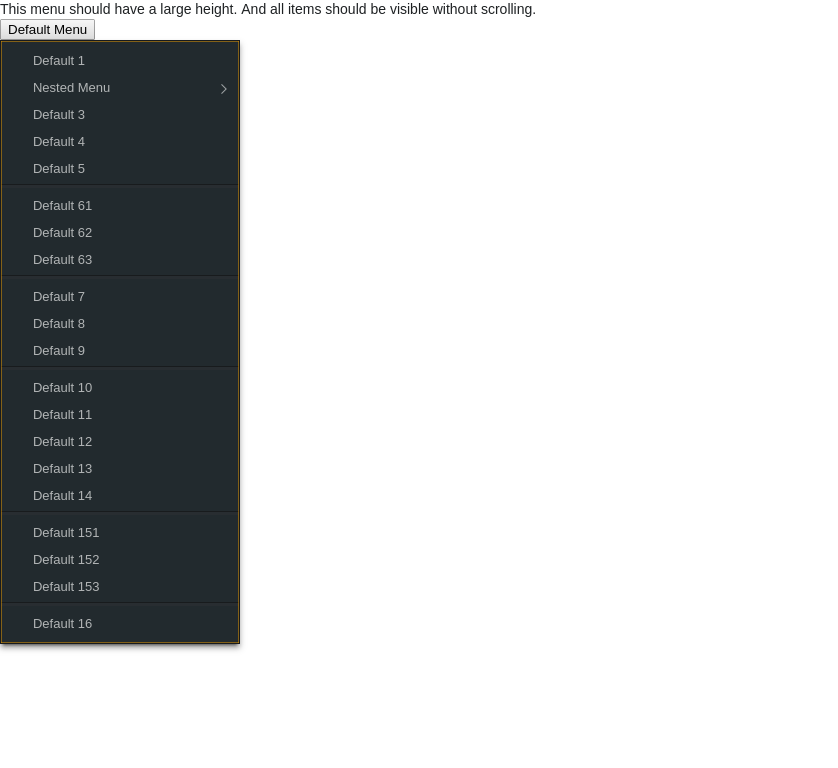 This menu should have a large height. And all items should be visible without scrolling.
Default Menu
Default 1
Nested Menu
Default 3
Default 4
Default 5
Default 61
Default 62
Default 63
Default 7
Default 8
Default 9
Default 10
Default 11
Default 12
Default 13
Default 14
Default 151
Default 152
Default 153
Default 16